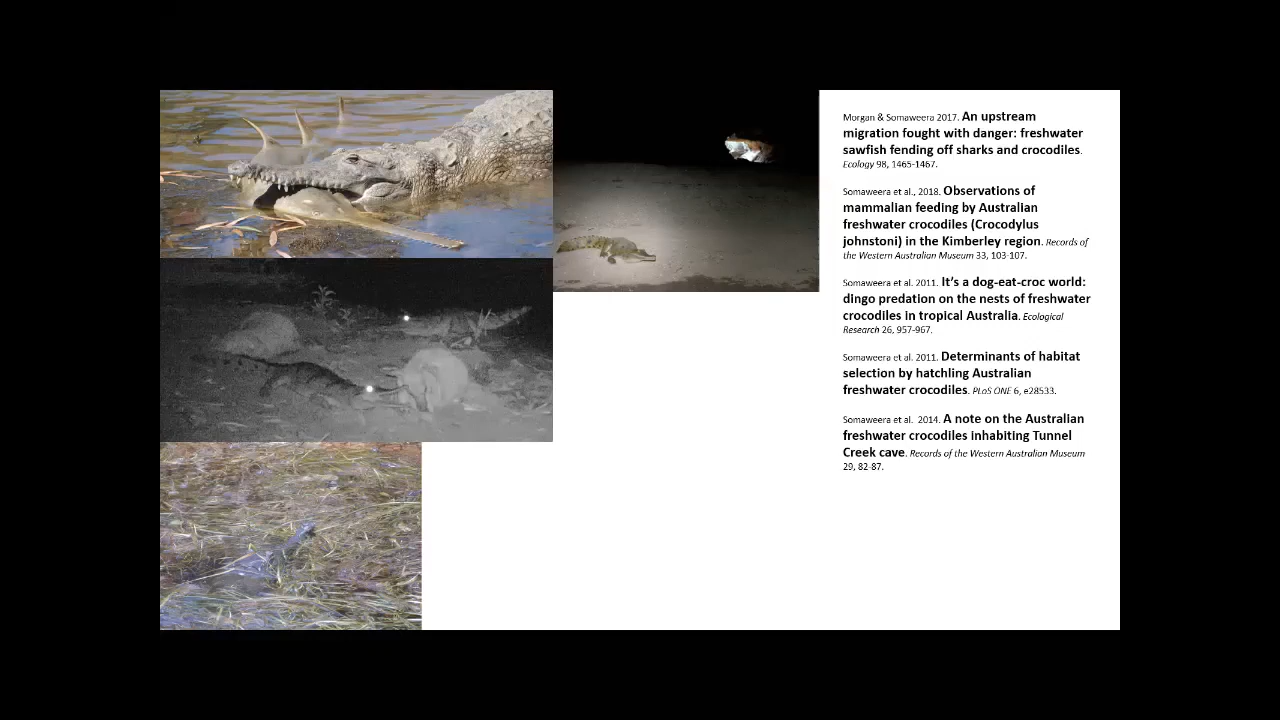 Morgan & Somaweera 2017. An upstream
migration fought with danger: freshwater
sawfish fending off sharks and crocodiles.
Ecology 98, 1465-1467.
Somaweera et al., 2018. Observations of
mammalian feeding by Australian
freshwater crocodiles (Crocodylus
johnstoni) in the Kimberley region. Records of
the Western Australian Museum 33, 103-107.
Somaweera et al. 2011. It's a dog-eat-croc world:
dingo predation on the nests of freshwater
crocodiles in tropical Australia. Ecological
Research 26, 957-967.
Somaweera et al. 2011. Determinants of habitat
selection by hatchling Australian
freshwater crocodiles. PLoS ONE 6, e28533.
Somaweera et al. 2014. A note on the Australian
freshwater crocodiles inhabiting Tunnel
Creek cave. Records of the Western Australian Museum
29, 82-87.